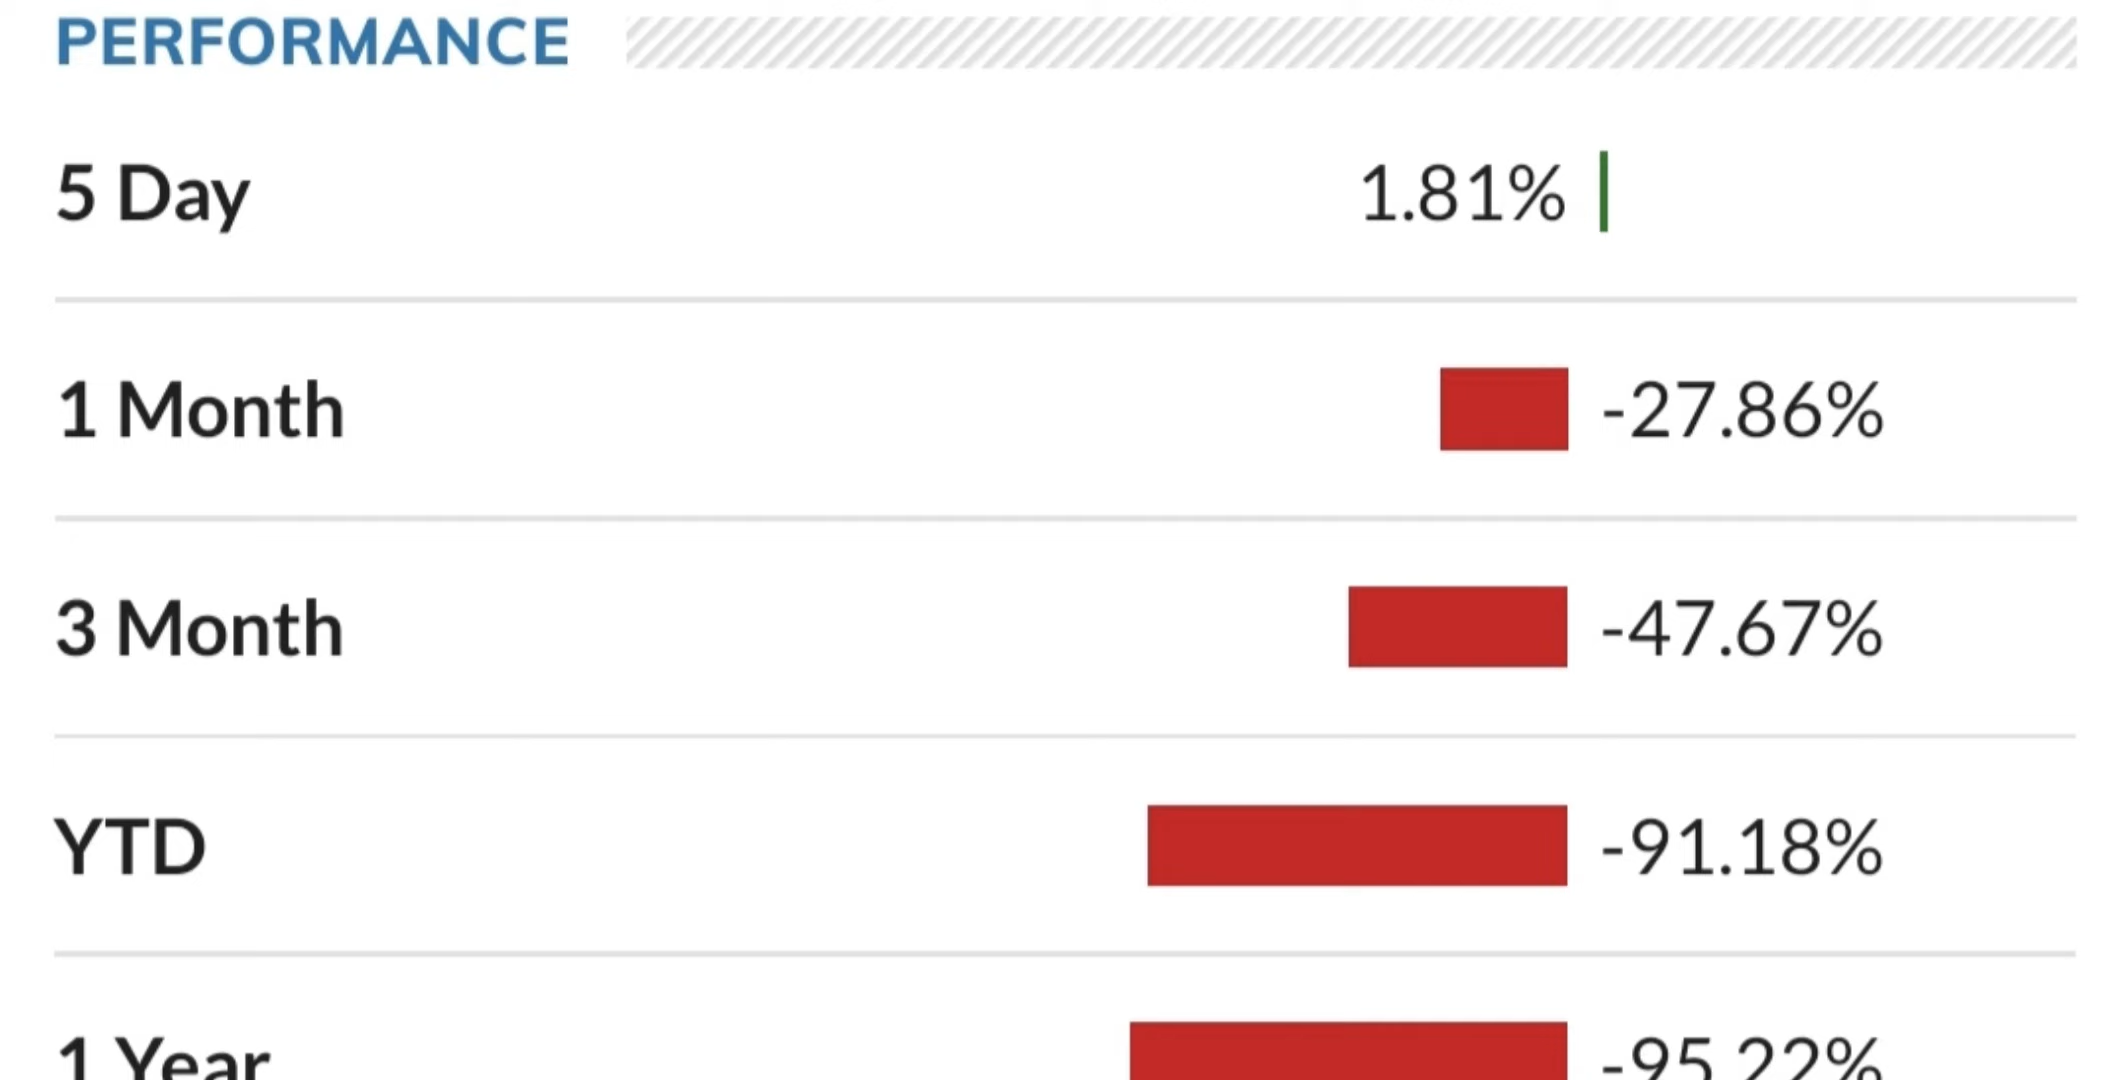 PERFORMANCE
5 Day 1.81%
1 Month -27.86%
3 Month -47.67%
YTD -91.18%
1 Year -95.22%